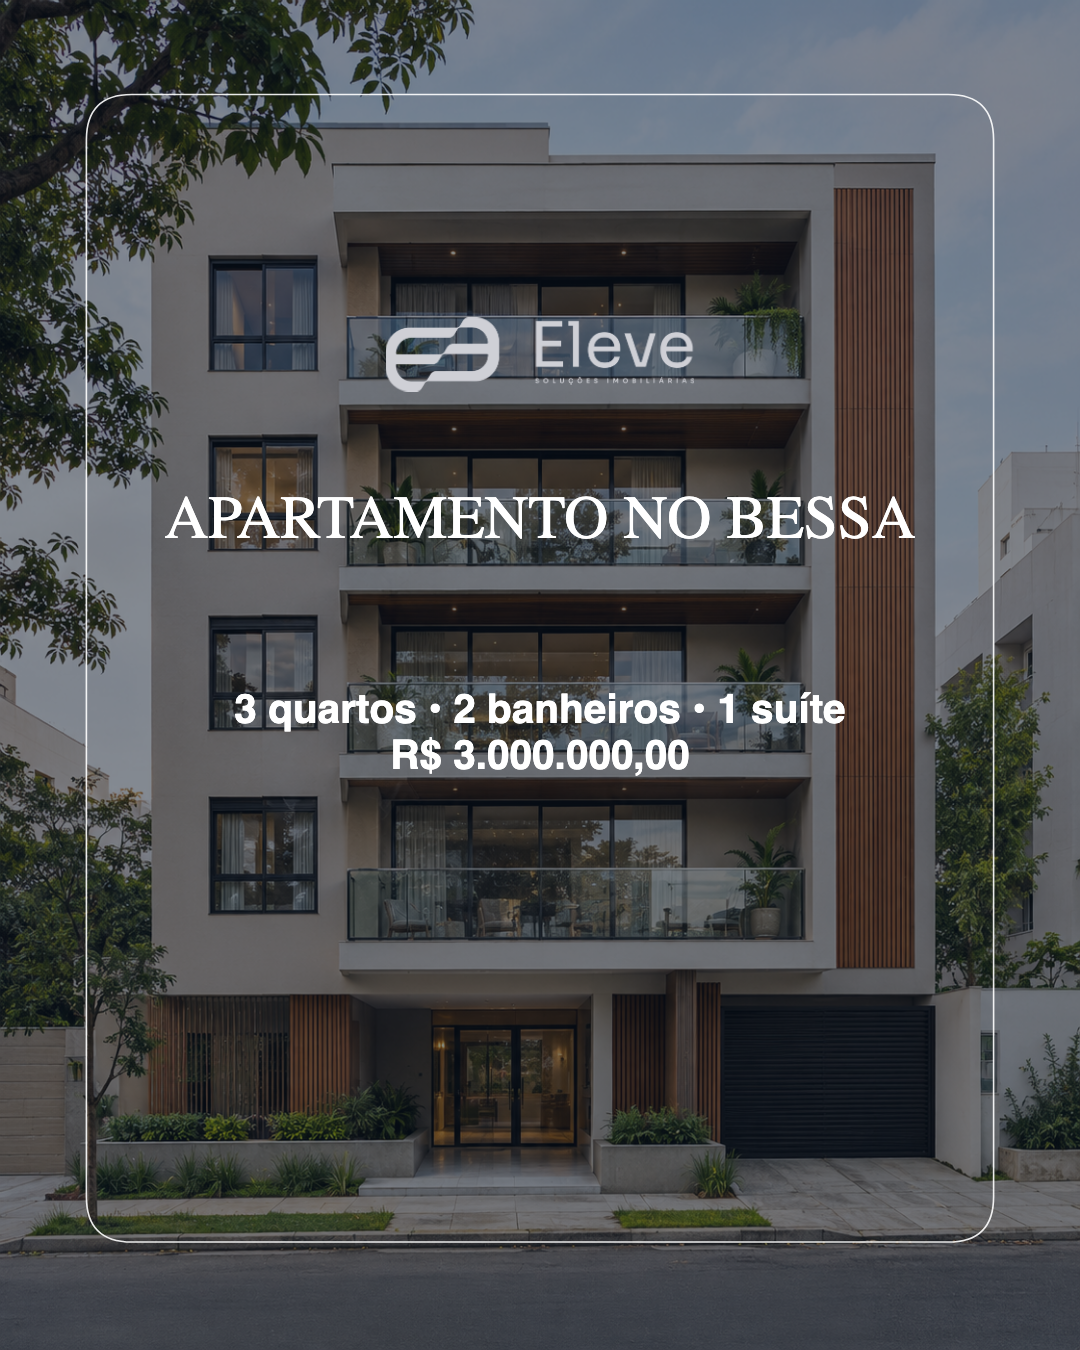 Eleve
SOLUÇÕES IMOBILIÁRIAS
APARTAMENTO NO BESSA
3 quartos • 2 banheiros • 1 suíte
R$ 3.000.000,00